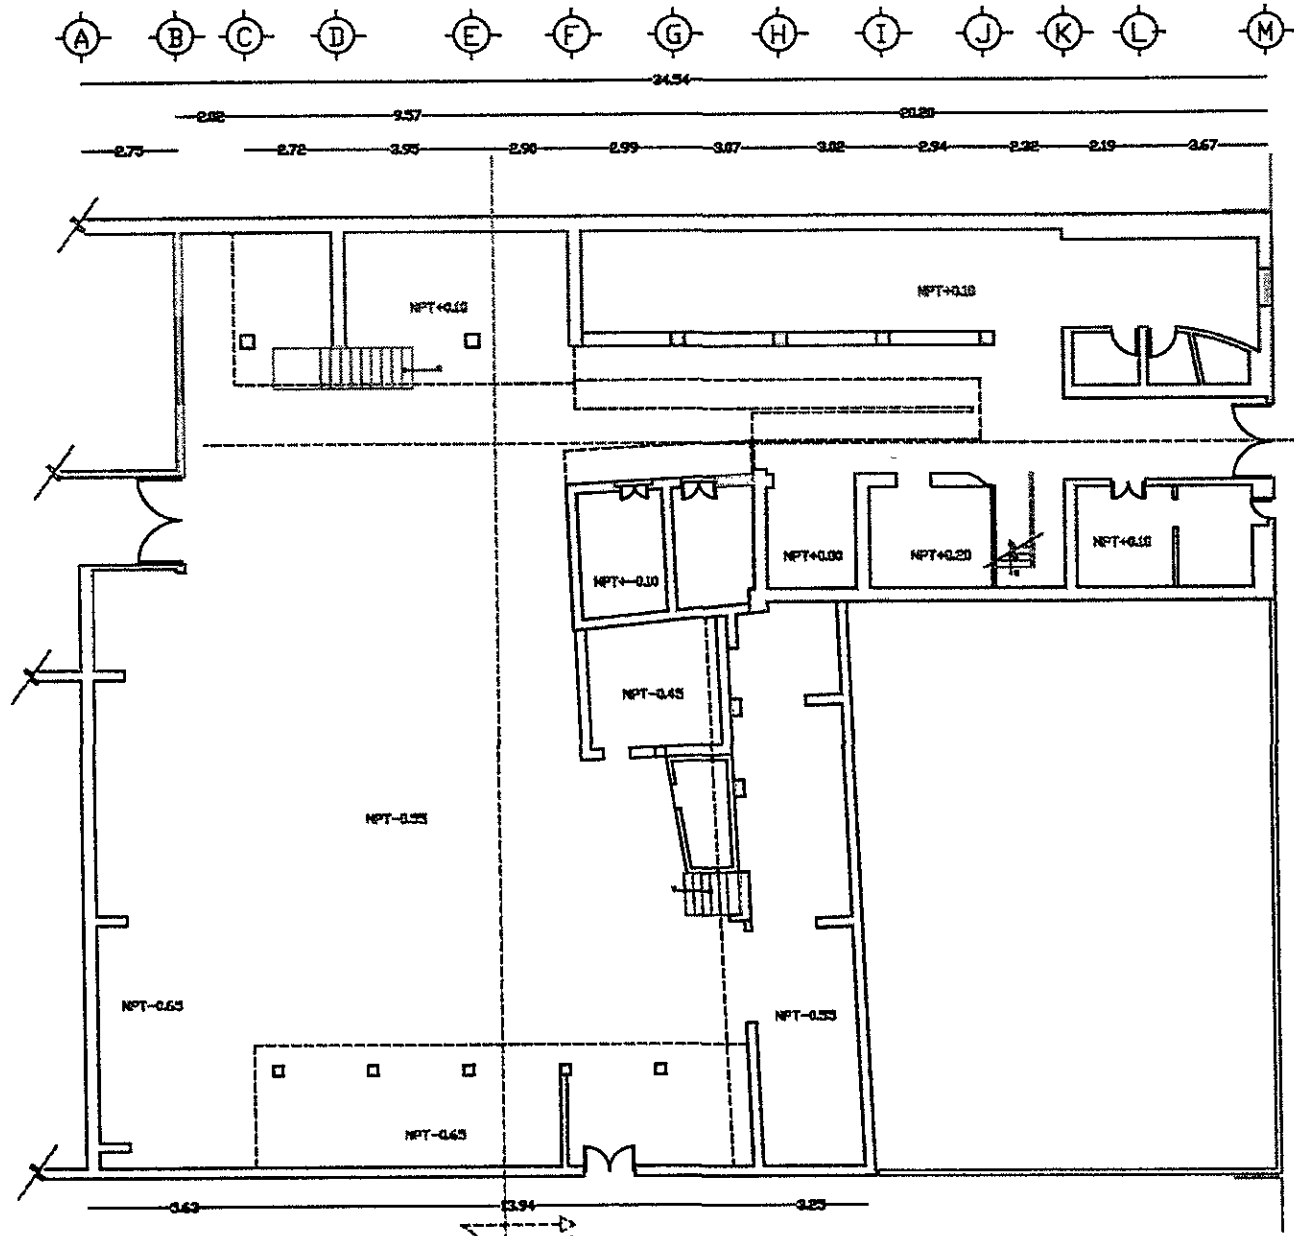 A B C D E F G H I J K L M
34.54
2.02 9.57 20.20
2.75 2.72 3.95 2.90 2.99 3.07 3.02 2.94 2.32 2.19 3.67
NPT+0.10 NPT+0.10
NPT+0.00 NPT+0.20 NPT+0.10
NPT+-0.10
NPT-0.45
NPT-0.55
NPT-0.65 NPT-0.55
NPT-0.65
3.63 13.94 3.25